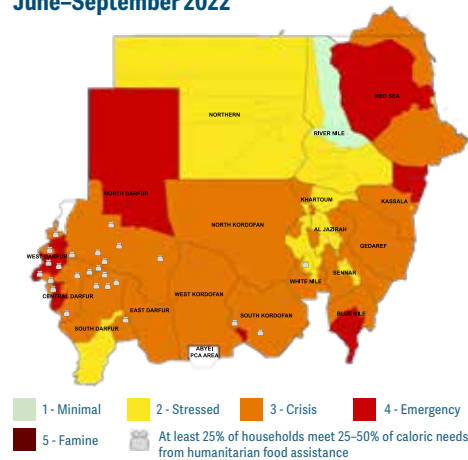 June–September 2022
RED SEA
NORTHERN
RIVER NILE
NORTH DARFUR
KHARTOUM
KASSALA
NORTH KORDOFAN
AL JAZIRAH
GEDAREF
WEST DARFUR
SENNAR
WHITE NILE
CENTRAL DARFUR
WEST KORDOFAN
EAST DARFUR
SOUTH KORDOFAN
BLUE NILE
SOUTH DARFUR
ABYEI
PCA AREA
1 - Minimal
2 - Stressed
3 - Crisis
4 - Emergency
5 - Famine
At least 25% of households meet 25–50% of caloric needs
from humanitarian food assistance